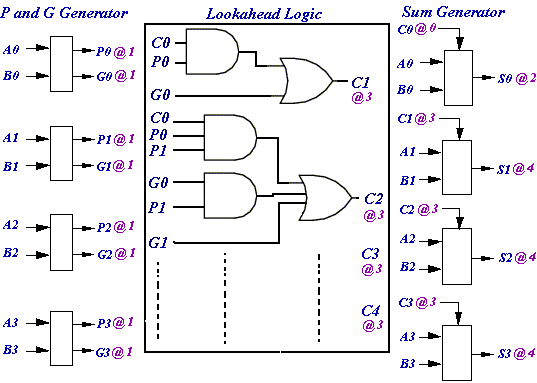 P and G Generator
A0
P0 @1
B0
G0 @1
A1
P1 @1
B1
G1 @1
A2
P2 @1
B2
G2 @1
A3
P3 @1
B3
G3 @1
Lookahead Logic
C0
P0
G0
C1
@3
C0
P0
P1
G0
P1
G1
C2
@3
C3
@3
C4
@3
Sum Generator
C0 @0
A0
B0
S0 @2
C1 @3
A1
B1
S1 @4
C2 @3
A2
B2
S2 @4
C3 @3
A3
B3
S3 @4